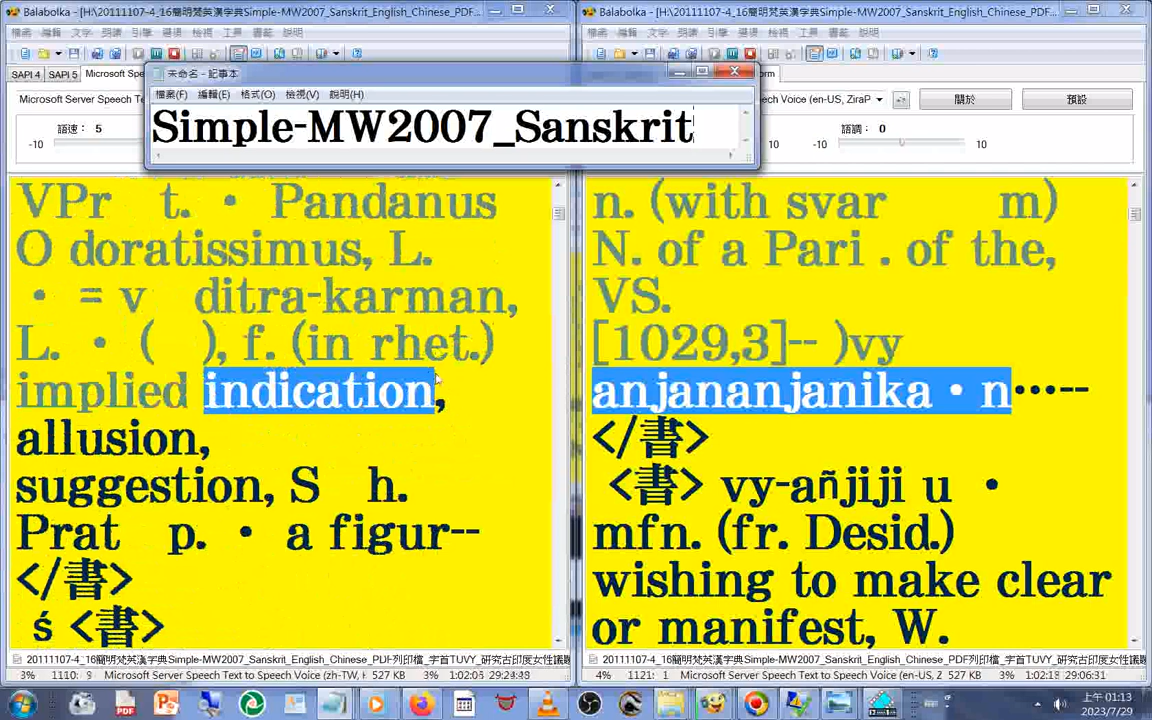 Balabolka - [H:\20111107-4_16簡明梵英漢字典Simple-MW2007_Sanskrit_English_Chinese_PDF...
Balabolka - [H:\20111107-4_16簡明梵英漢字典Simple-MW2007_Sanskrit_English_Chinese_PDF...
SAPI 4 SAPI 5 Microsoft Spe
未命名 - 記事本
檔案(F) 編輯(E) 格式(O) 檢視(V) 說明(H)
Simple-MW2007_Sanskrit
Microsoft Server Speech Te
ech Voice (en-US, ZiraP
關於
預設
語速： 5
-10
語調： 0
10 -10 10
VPr t. • Pandanus
O doratissimus, L.
• = v ditra-karman,
L. • ( ), f. (in rhet.)
implied indication,
allusion,
suggestion, S h.
Prat p. • a figur--
</書>
ś <書>
n. (with svar m)
N. of a Pari . of the,
VS.
[1029,3]-- )vy
anjananjanika • n•••--
</書>
<書> vy-añjiji u •
mfn. (fr. Desid.)
wishing to make clear
or manifest, W.
20111107-4_16簡明梵英漢字典Simple-MW2007_Sanskrit_English_Chinese_PDF列印檔_字首TUVY_研究古印度女性議題
20111107-4_16簡明梵英漢字典Simple-MW2007_Sanskrit_English_Chinese_PDF列印檔_字首TUVY_研究古印度女性議題
3% 1110: 9 Microsoft Server Speech Text to Speech Voice (zh-TW, H 527 KB 3% 1:02:05 29:24:48
4% 1121: 1 Microsoft Server Speech Text to Speech Voice (en-US, Z 527 KB 3% 1:02:18 29:06:31
上午 01:13
2023/7/29